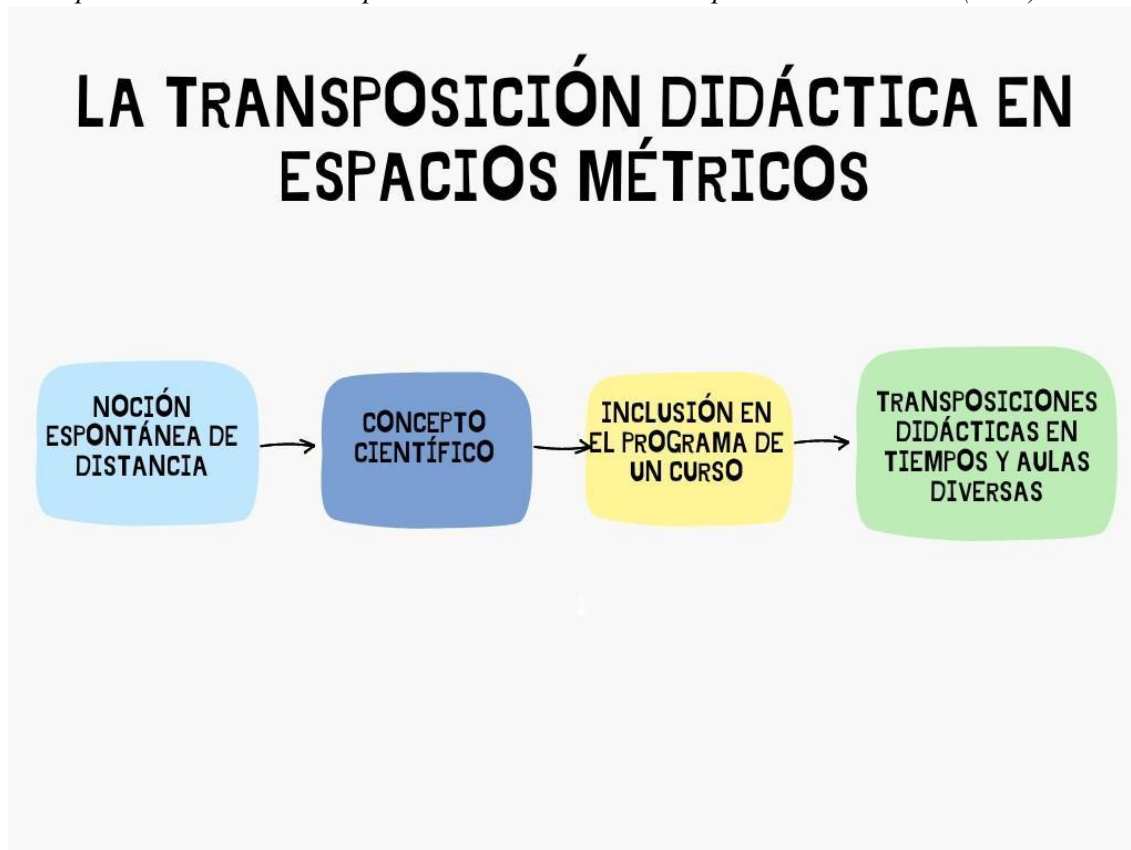 LA TRANSPOSICIÓN DIDÁCTICA EN
ESPACIOS MÉTRICOS
NOCIÓN
ESPONTÁNEA DE
DISTANCIA
CONCEPTO
CIENTÍFICO
INCLUSIÓN EN
EL PROGRAMA DE
UN CURSO
TRANSPOSICIONES
DIDÁCTICAS EN
TIEMPOS Y AULAS
DIVERSAS